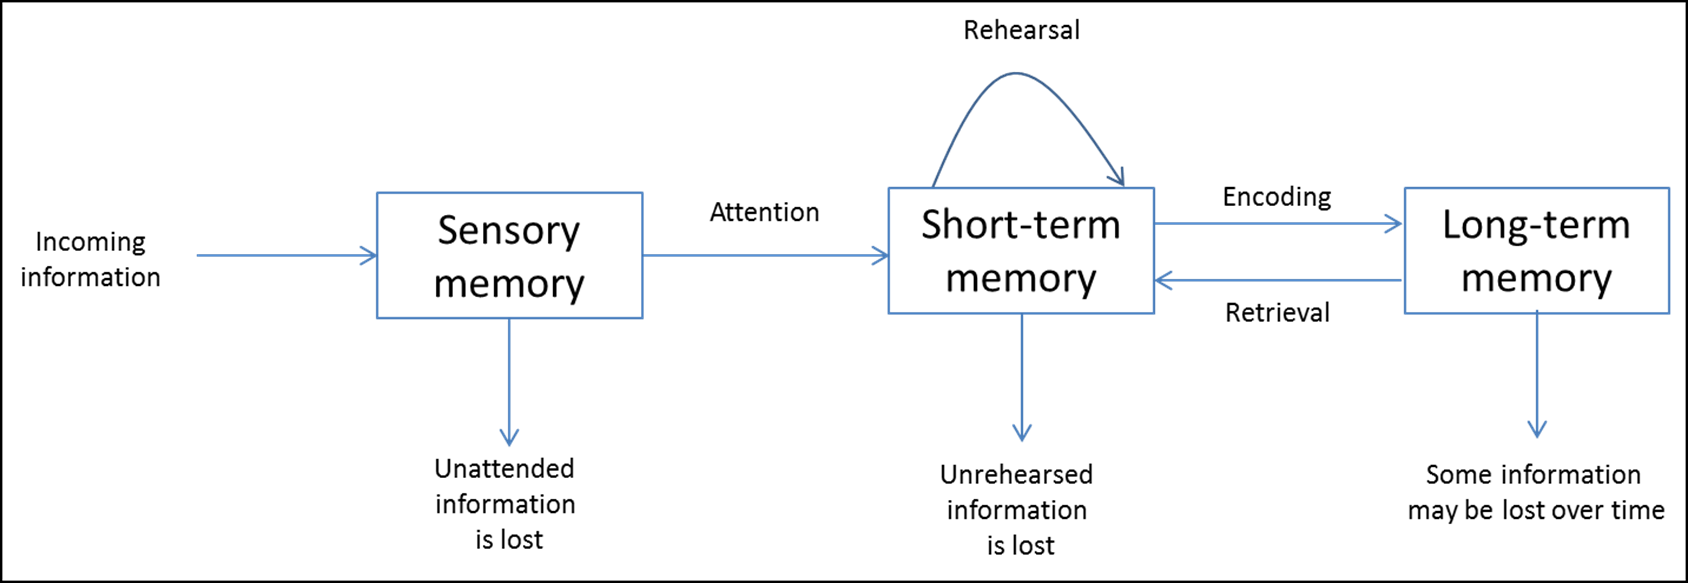 Rehearsal
Incoming
information
Sensory
memory
Attention
Short-term
memory
Encoding
Retrieval
Long-term
memory
Unattended
information
is lost
Unrehearsed
information
is lost
Some information
may be lost over time